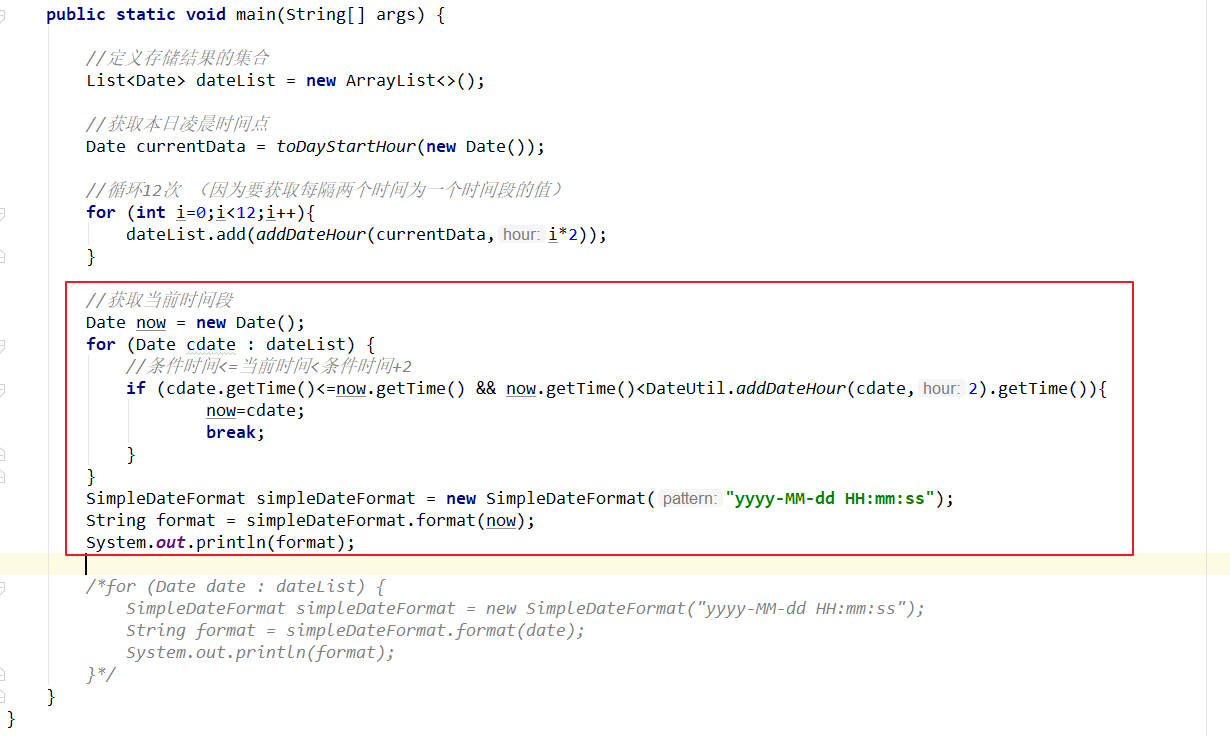 public static void main(String[] args) {
//定义存储结果的集合
List<Date> dateList = new ArrayList<>();
//获取本日凌晨时间点
Date currentData = toDayStartHour(new Date());
//循环12次 （因为要获取每隔两个时间为一个时间段的值）
for (int i=0;i<12;i++){
dateList.add(addDateHour(currentData, hour: i*2));
}
//获取当前时间段
Date now = new Date();
for (Date cdate : dateList) {
//条件时间<=当前时间<条件时间+2
if (cdate.getTime()<=now.getTime() && now.getTime()<DateUtil.addDateHour(cdate, hour: 2).getTime()){
now=cdate;
break;
}
}
SimpleDateFormat simpleDateFormat = new SimpleDateFormat( pattern: "yyyy-MM-dd HH:mm:ss");
String format = simpleDateFormat.format(now);
System.out.println(format);
/*for (Date date : dateList) {
SimpleDateFormat simpleDateFormat = new SimpleDateFormat("yyyy-MM-dd HH:mm:ss");
String format = simpleDateFormat.format(date);
System.out.println(format);
}*/
}
}